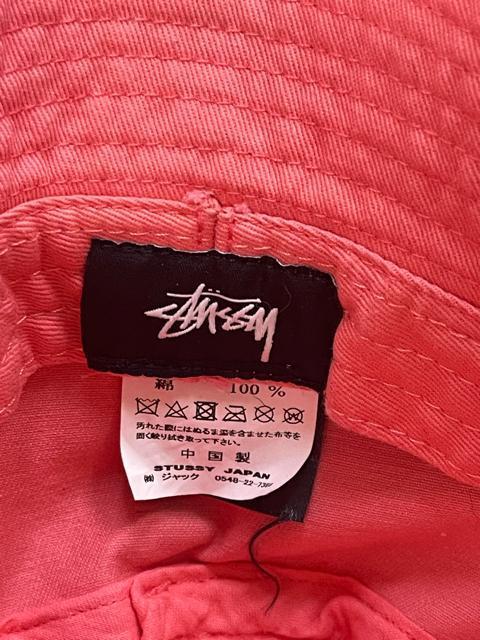 STÜSSY
綿 100 %
汚れた際にはぬるま湯を含ませた布等を
固く絞り拭き取って下さい。
中国製
STUSSY JAPAN
㈱ ジャック 0548-22-